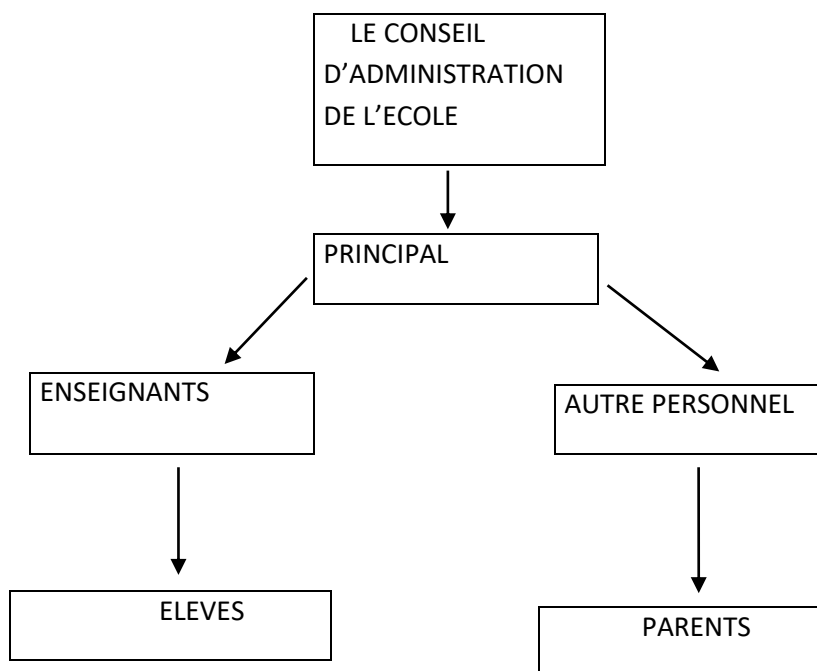 LE CONSEIL
D’ADMINISTRATION
DE L’ECOLE
PRINCIPAL
ENSEIGNANTS
AUTRE PERSONNEL
ELEVES
PARENTS